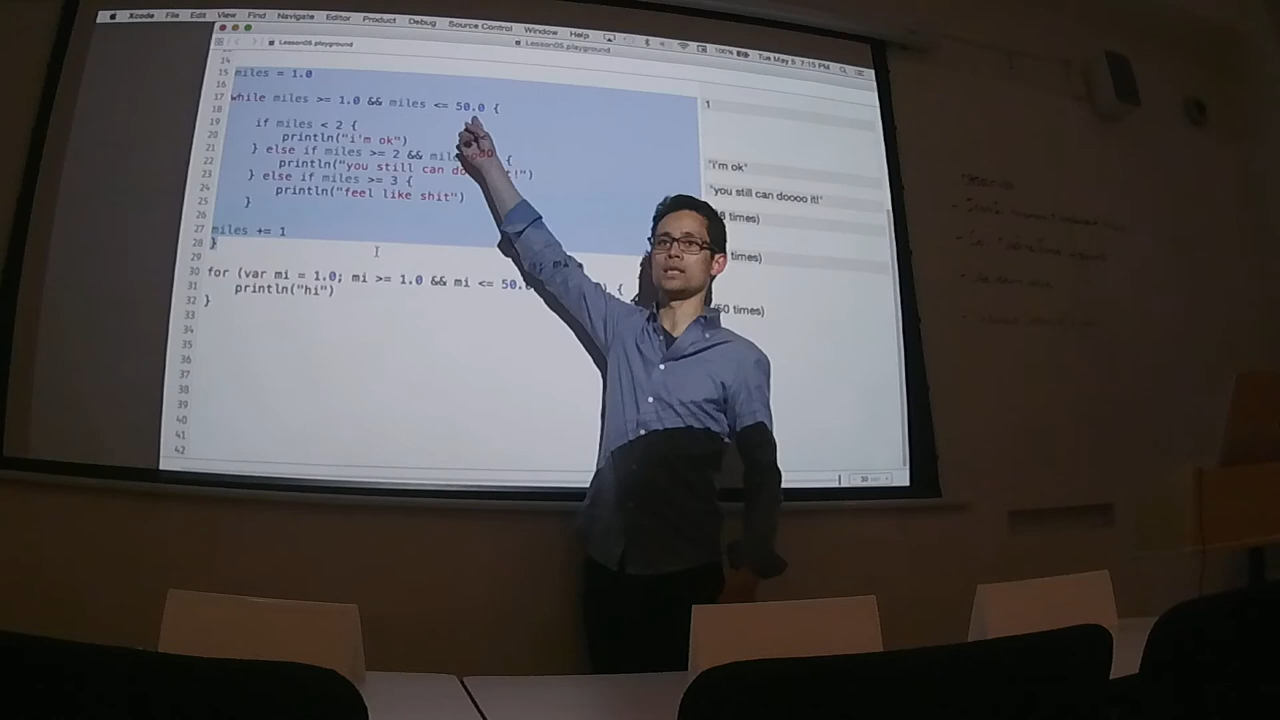 Xcode File Edit View Find Navigate Editor Product Debug Source Control Window Help 100% Tue May 5 7:15 PM
Lesson05.playground Lesson05.playground
14
15 miles = 1.0 1
16
17 while miles >= 1.0 && miles <= 50.0 {
18
19 if miles < 2 {
20 println("i'm ok") "i'm ok"
21 } else if miles >= 2 && {
22 println("you still can "you still can doooo it!"
23 } else if miles >= 3 { times)
24 println("feel like shit")
25 }
26 times)
27 miles += 1
28 }
29
30 for (var mi = 1.0; mi >= 1.0 && mi <= 50. {
31 println("hi") (50 times)
32 }
33
34
35
36
37
38
39
40
41
42
30